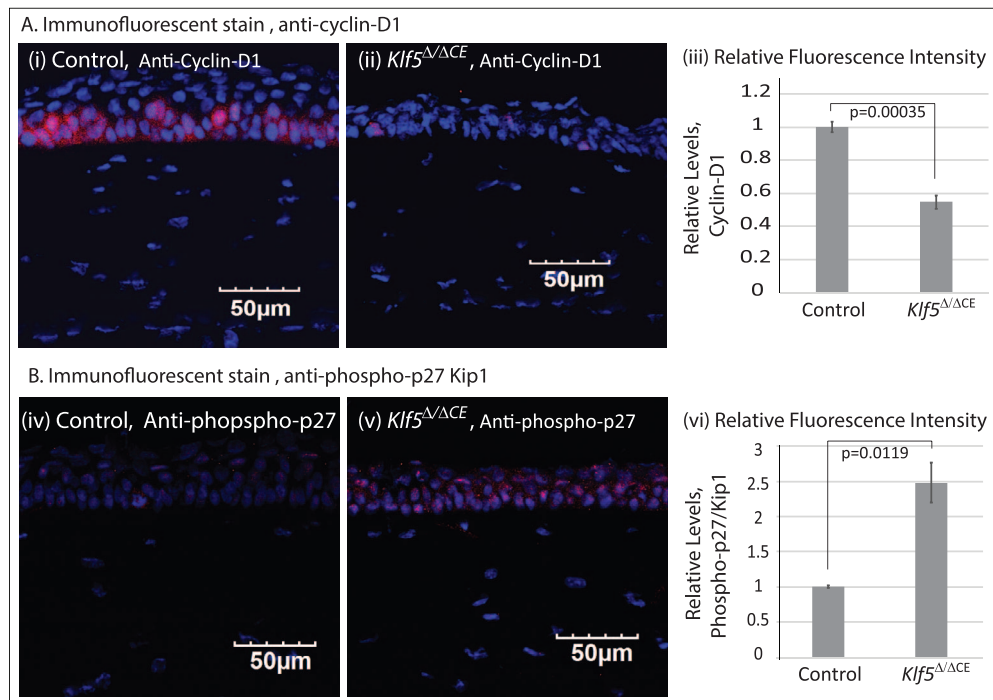 A. Immunofluorescent stain , anti-cyclin-D1
(i) Control, Anti-Cyclin-D1
(ii) Klf5Δ/ΔCE , Anti-Cyclin-D1
(iii) Relative Fluorescence Intensity
50µm
50µm
Relative Levels,
Cyclin-D1
1.2
1
0.8
0.6
0.4
0.2
0
p=0.00035
Control
Klf5Δ/ΔCE
B. Immunofluorescent stain , anti-phospho-p27 Kip1
(iv) Control, Anti-phopspho-p27
(v) Klf5Δ/ΔCE , Anti-phospho-p27
(vi) Relative Fluorescence Intensity
50µm
50µm
Relative Levels,
Phospho-p27/Kip1
3
2.5
2
1.5
1
0.5
0
p=0.0119
Control
Klf5Δ/ΔCE